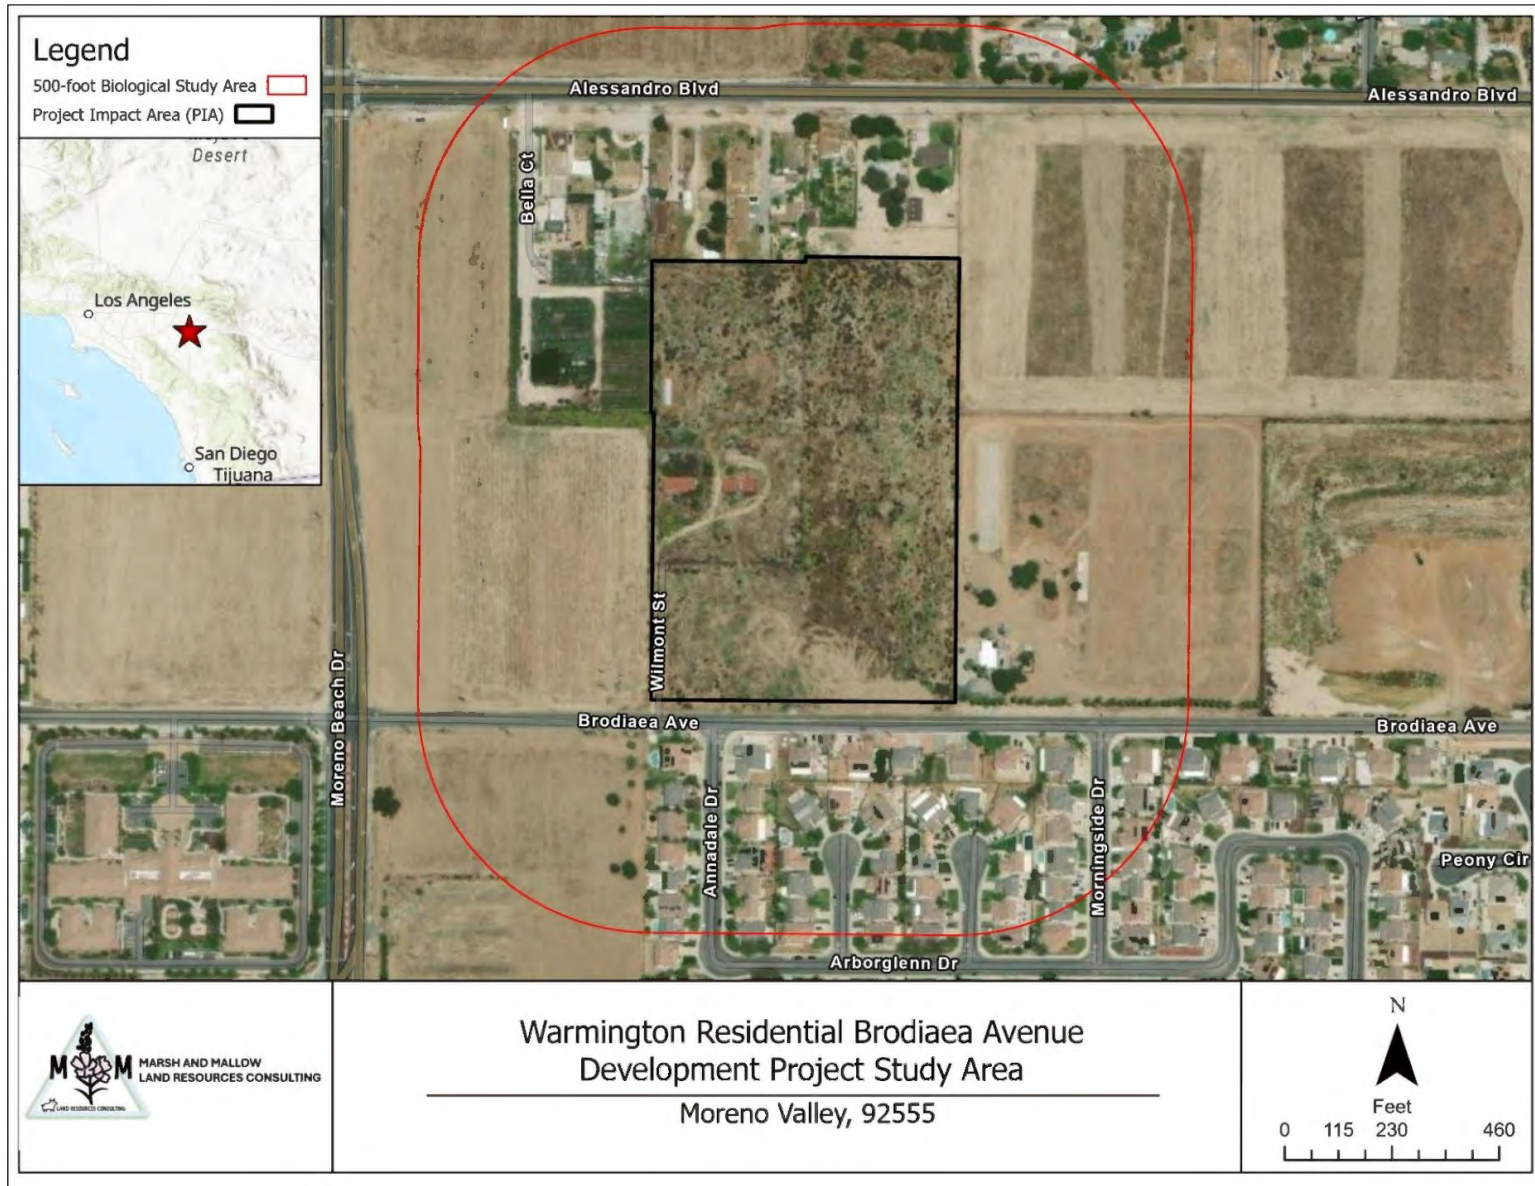 Legend
500-foot Biological Study Area
Project Impact Area (PIA)
Desert
Los Angeles
San Diego
Tijuana
Alessandro Blvd
Alessandro Blvd
Bella Ct
Wilmont St
Moreno Beach Dr
Brodiaea Ave
Brodiaea Ave
Annadale Dr
Morningside Dr
Peony Cir
Arborglenn Dr
M M
MARSH AND MALLOW
LAND RESOURCES CONSULTING
LAND RESOURCES CONSULTING
Warmington Residential Brodiaea Avenue
Development Project Study Area
Moreno Valley, 92555
N
Feet
0 115 230 460